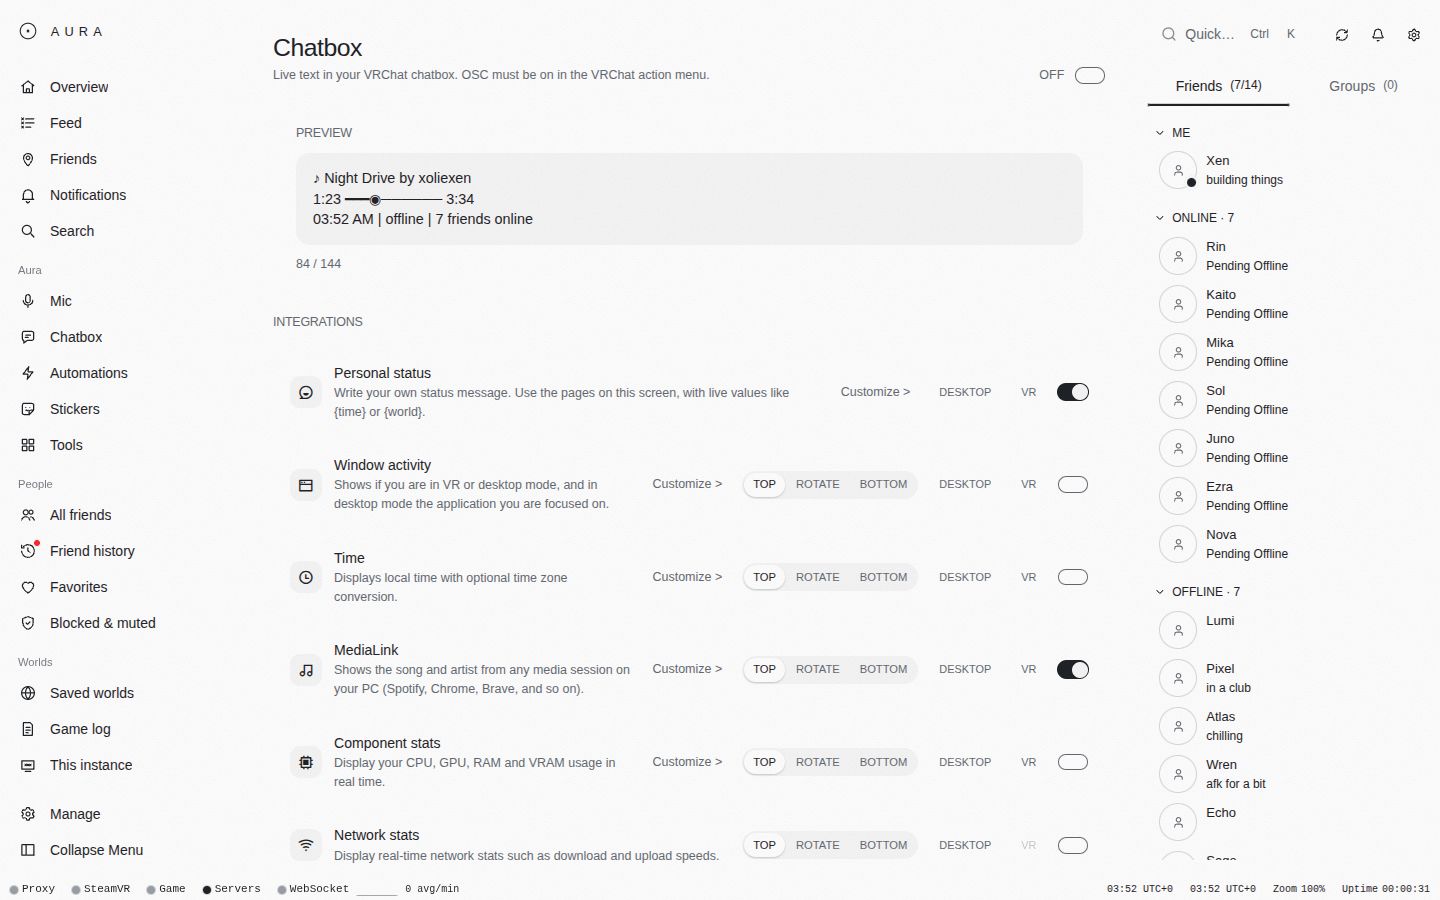 AURA
Overview
Feed
Friends
Notifications
Search
Aura
Mic
Chatbox
Automations
Stickers
Tools
People
All friends
Friend history
Favorites
Blocked & muted
Worlds
Saved worlds
Game log
This instance
Manage
Collapse Menu
Chatbox
Live text in your VRChat chatbox. OSC must be on in the VRChat action menu.
OFF
PREVIEW
♪ Night Drive by xoliexen
1:23 ━━━◉────── 3:34
03:52 AM | offline | 7 friends online
84 / 144
INTEGRATIONS
Personal status
Write your own status message. Use the pages on this screen, with live values like
{time} or {world}.
Customize > DESKTOP VR
Window activity
Shows if you are in VR or desktop mode, and in
desktop mode the application you are focused on.
Customize > TOP ROTATE BOTTOM DESKTOP VR
Time
Displays local time with optional time zone
conversion.
Customize > TOP ROTATE BOTTOM DESKTOP VR
MediaLink
Shows the song and artist from any media session on
your PC (Spotify, Chrome, Brave, and so on).
Customize > TOP ROTATE BOTTOM DESKTOP VR
Component stats
Display your CPU, GPU, RAM and VRAM usage in
real time.
Customize > TOP ROTATE BOTTOM DESKTOP VR
Network stats
Display real-time network stats such as download and upload speeds.
TOP ROTATE BOTTOM DESKTOP VR
Quick… Ctrl K
Friends (7/14) Groups (0)
ME
Xen
building things
ONLINE · 7
Rin
Pending Offline
Kaito
Pending Offline
Mika
Pending Offline
Sol
Pending Offline
Juno
Pending Offline
Ezra
Pending Offline
Nova
Pending Offline
OFFLINE · 7
Lumi
Pixel
in a club
Atlas
chilling
Wren
afk for a bit
Echo
Proxy SteamVR Game Servers WebSocket 0 avg/min
03:52 UTC+0 03:52 UTC+0 Zoom 100% Uptime 00:00:31